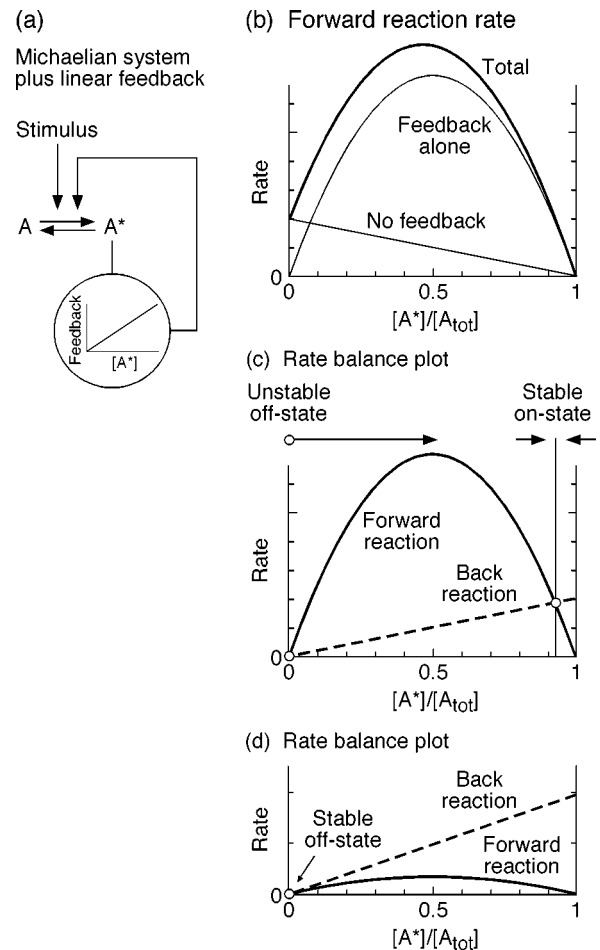 (a)
Michaelian system
plus linear feedback
Stimulus
A
A*
Feedback
[A*]
(b) Forward reaction rate
Total
Feedback
alone
No feedback
Rate
0
0
0.5
1
[A*]/[Atot]
(c) Rate balance plot
Unstable
off-state
Stable
on-state
Forward
reaction
Back
reaction
Rate
0
0
0.5
1
[A*]/[Atot]
(d) Rate balance plot
Back
reaction
Stable
off-state
Forward
reaction
Rate
0
0
0.5
1
[A*]/[Atot]